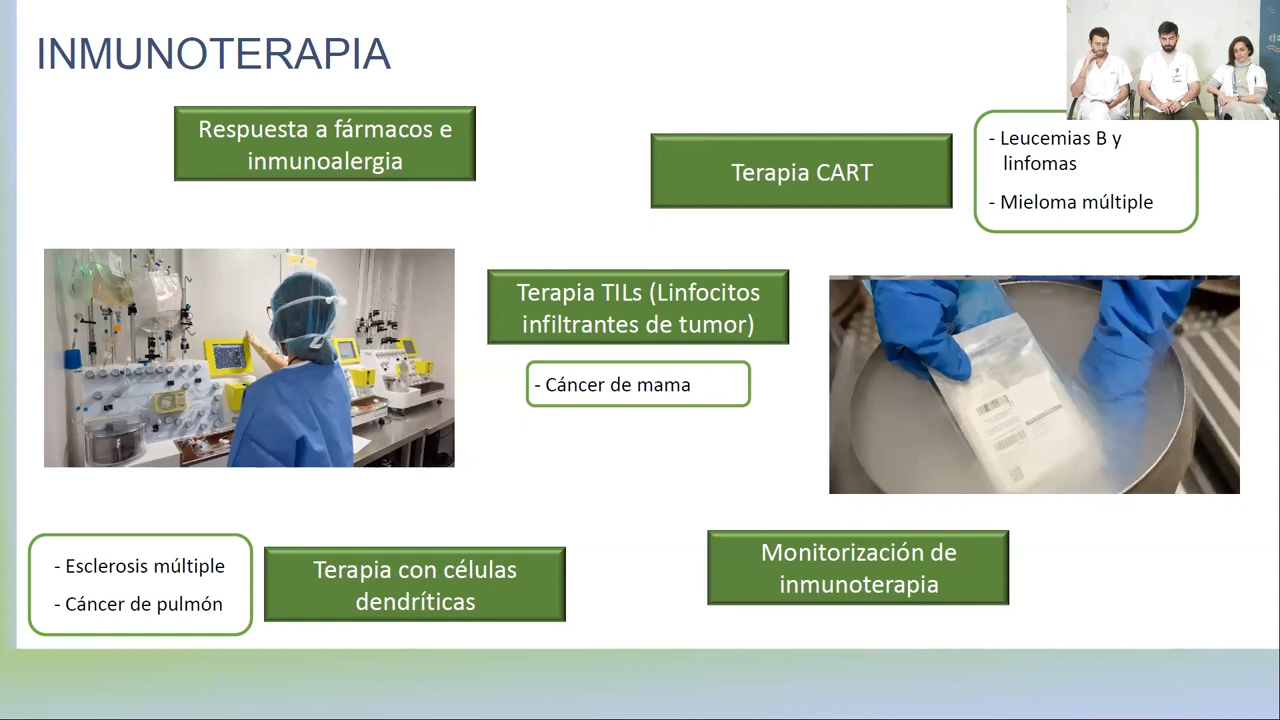 INMUNOTERAPIA
Respuesta a fármacos e
inmunoalergia
Terapia CART
- Leucemias B y
linfomas
- Mieloma múltiple
Terapia TILs (Linfocitos
infiltrantes de tumor)
- Cáncer de mama
- Esclerosis múltiple
- Cáncer de pulmón
Terapia con células
dendríticas
Monitorización de
inmunoterapia